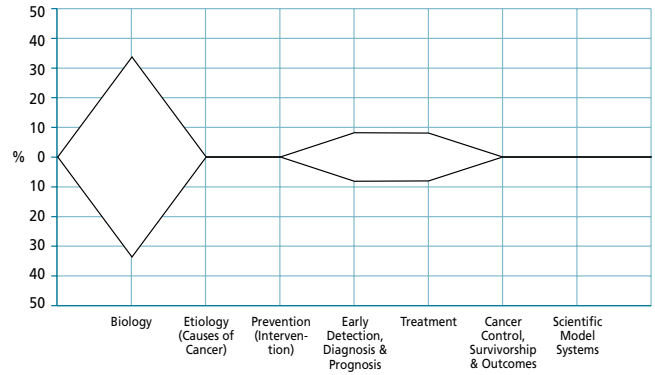 50
40
30
20
10
% 0
10
20
30
40
50
Biology
Etiology
(Causes of
Cancer)
Prevention
(Interven-
tion)
Early
Detection,
Diagnosis &
Prognosis
Treatment
Cancer
Control,
Survivorship
& Outcomes
Scientific
Model
Systems